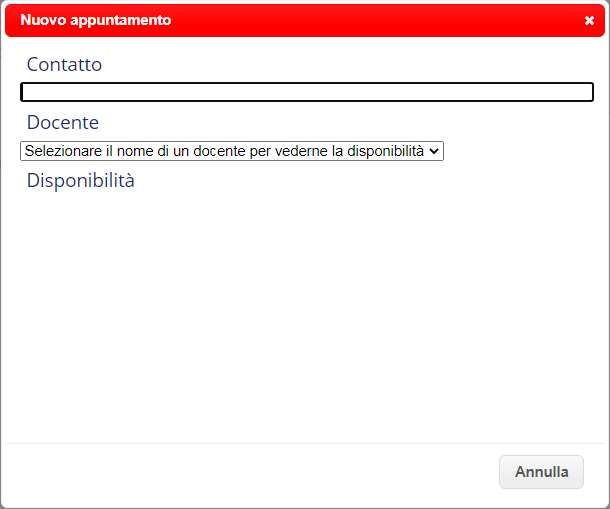 Nuovo appuntamento
Contatto
Docente
Selezionare il nome di un docente per vederne la disponibilità
Disponibilità
Annulla